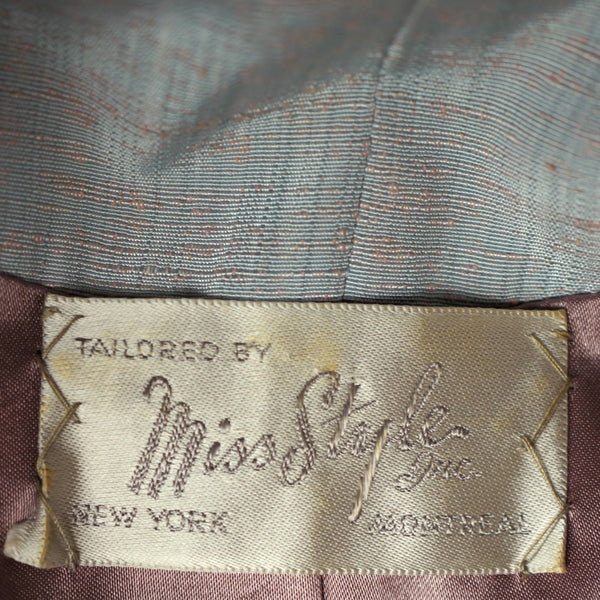 TAILORED BY
Miss Style
Inc.
NEW YORK MONTREAL